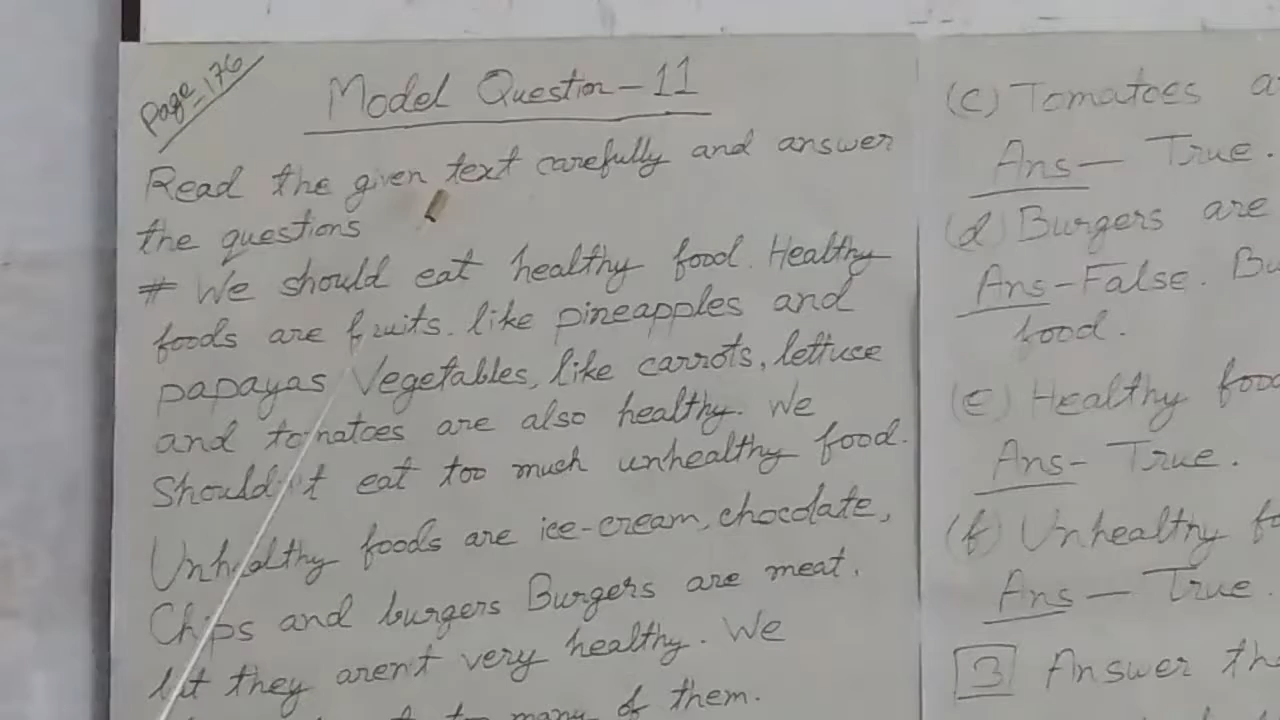 Page-176
Model Question-11
Read the given text carefully and answer
the questions
# We should eat healthy food. Healthy
foods are fruits. like pineapples and
papayas Vegetables, like carrots, lettuce
and tomatoes are also healthy. We
Shouldn't eat too much unhealthy food.
Unhealthy foods are ice-cream, chocolate,
Chips and burgers Burgers are meat,
but they aren't very healthy. We
too many of them.
(c) Tomatoes
Ans— True.
(d) Burgers are
Ans-False.
food.
(e) Healthy
Ans- True.
(f) Unhealthy
Ans— True.
3 Answer